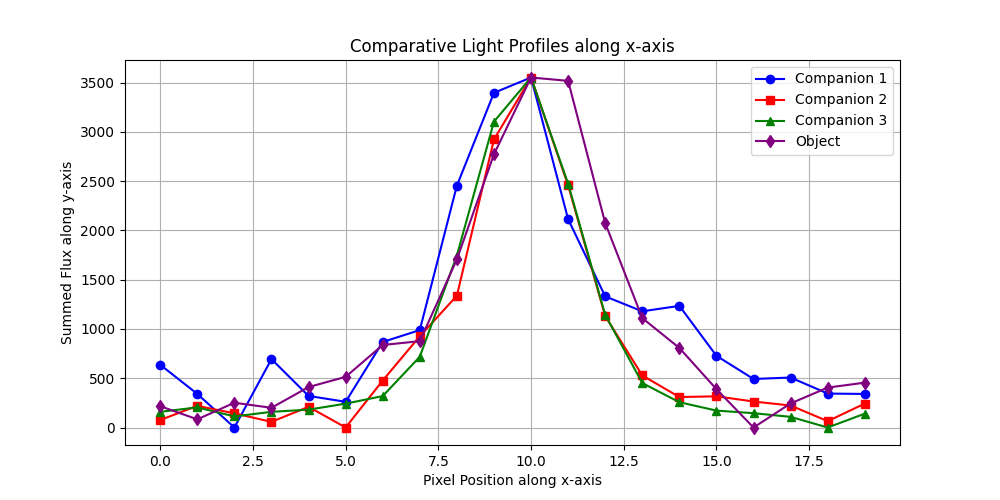 Comparative Light Profiles along x-axis
Summed Flux along y-axis
3500
3000
2500
2000
1500
1000
500
0
Companion 1
Companion 2
Companion 3
Object
0.0 2.5 5.0 7.5 10.0 12.5 15.0 17.5
Pixel Position along x-axis